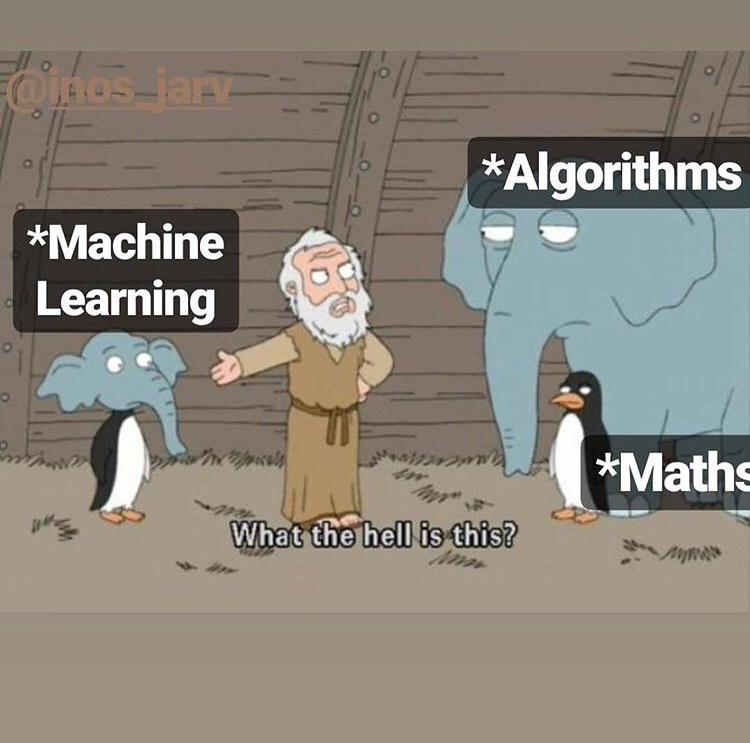 @inos_jarv
*Algorithms
*Machine
Learning
*Maths
What the hell is this?